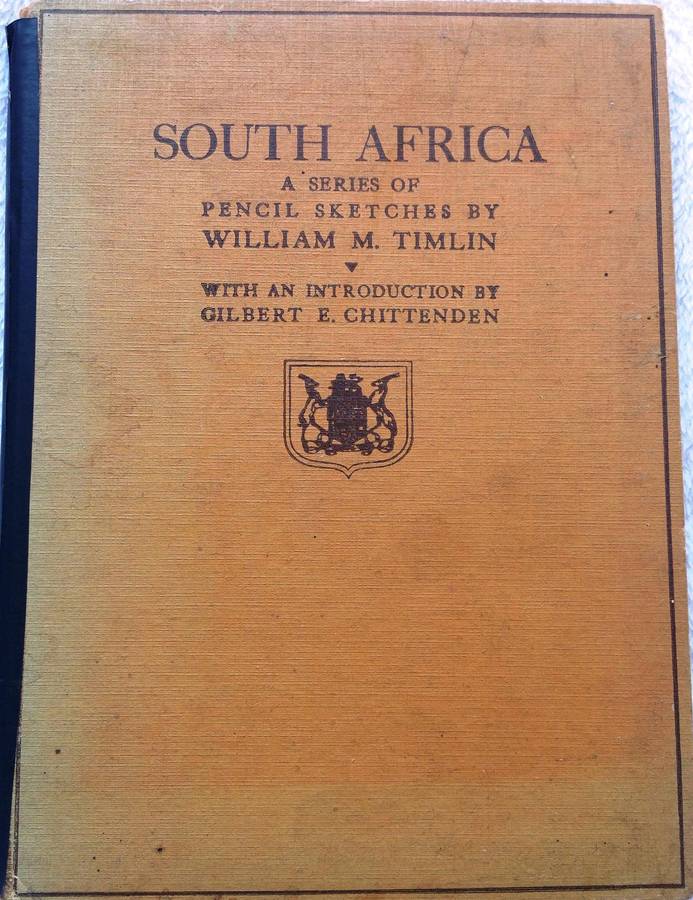 SOUTH AFRICA
A SERIES OF
PENCIL SKETCHES BY
WILLIAM M. TIMLIN
WITH AN INTRODUCTION BY
GILBERT E. CHITTENDEN